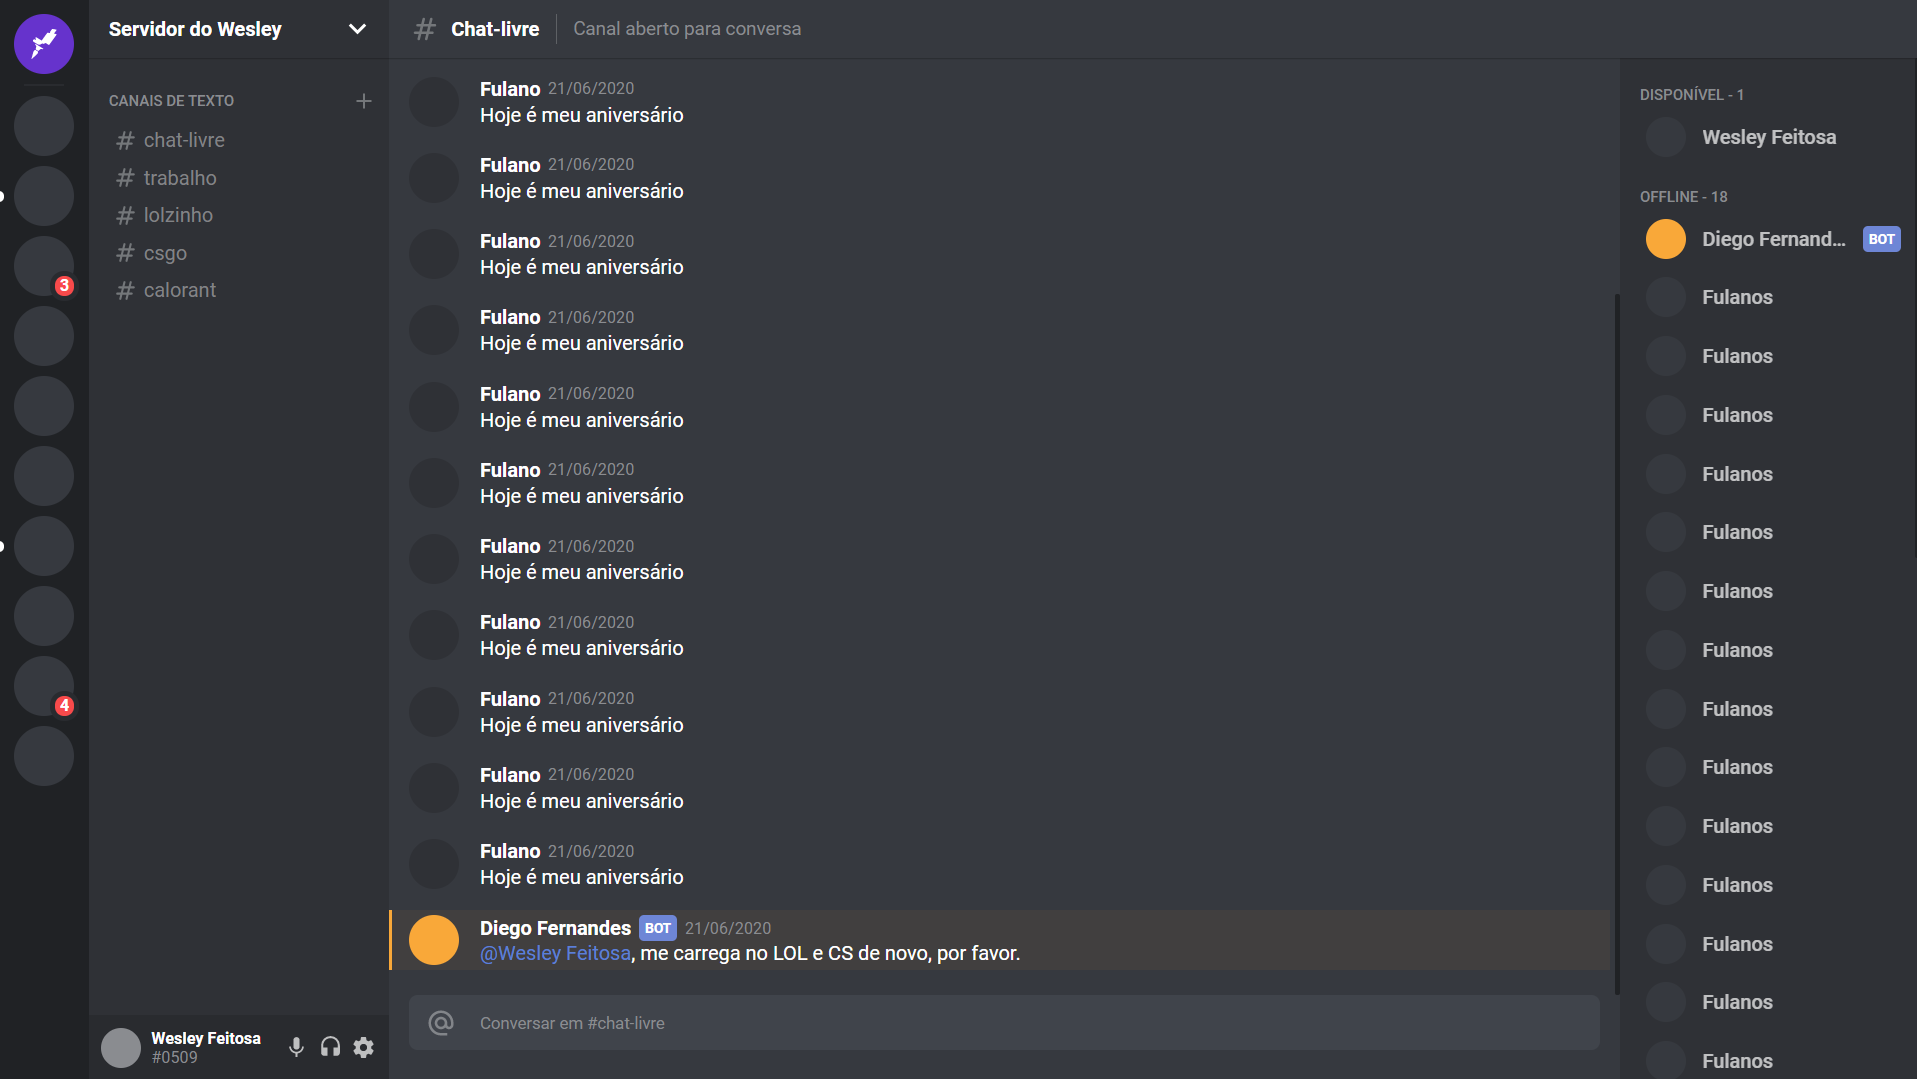 3
4
Servidor do Wesley
CANAIS DE TEXTO
chat-livre
trabalho
lolzinho
csgo
calorant
Wesley Feitosa
#0509
# Chat-livre Canal aberto para conversa
Fulano 21/06/2020
Hoje é meu aniversário
Fulano 21/06/2020
Hoje é meu aniversário
Fulano 21/06/2020
Hoje é meu aniversário
Fulano 21/06/2020
Hoje é meu aniversário
Fulano 21/06/2020
Hoje é meu aniversário
Fulano 21/06/2020
Hoje é meu aniversário
Fulano 21/06/2020
Hoje é meu aniversário
Fulano 21/06/2020
Hoje é meu aniversário
Fulano 21/06/2020
Hoje é meu aniversário
Fulano 21/06/2020
Hoje é meu aniversário
Fulano 21/06/2020
Hoje é meu aniversário
Diego Fernandes BOT 21/06/2020
@Wesley Feitosa, me carrega no LOL e CS de novo, por favor.
@ Conversar em #chat-livre
DISPONÍVEL - 1
Wesley Feitosa
OFFLINE - 18
Diego Fernand... BOT
Fulanos
Fulanos
Fulanos
Fulanos
Fulanos
Fulanos
Fulanos
Fulanos
Fulanos
Fulanos
Fulanos
Fulanos
Fulanos
Fulanos